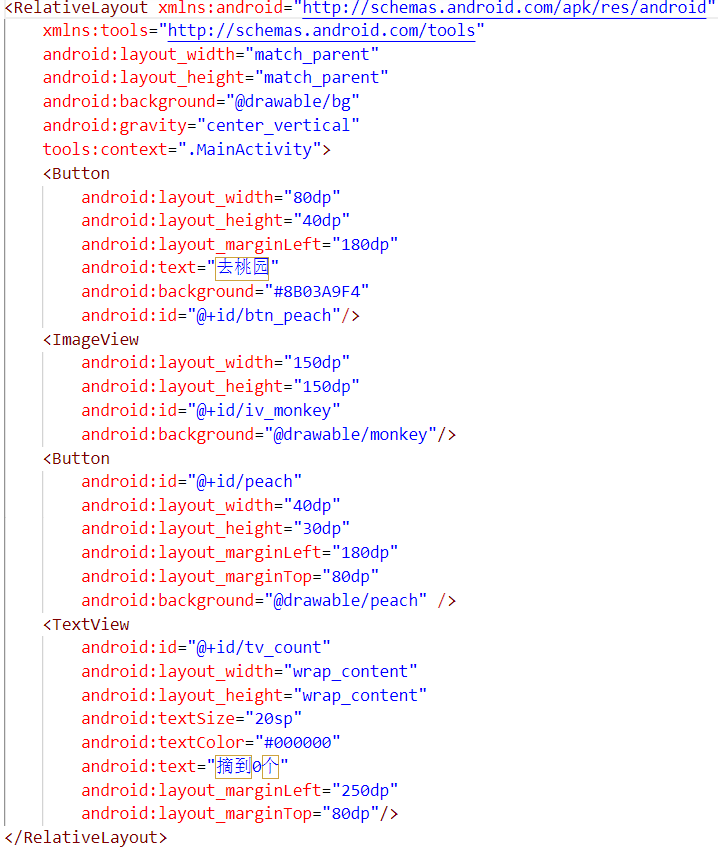 <RelativeLayout xmlns:android="http://schemas.android.com/apk/res/android"
    xmlns:tools="http://schemas.android.com/tools"
    android:layout_width="match_parent"
    android:layout_height="match_parent"
    android:background="@drawable/bg"
    android:gravity="center_vertical"
    tools:context=".MainActivity">
    <Button
        android:layout_width="80dp"
        android:layout_height="40dp"
        android:layout_marginLeft="180dp"
        android:text="去桃园"
        android:background="#8B03A9F4"
        android:id="@+id/btn_peach"/>
    <ImageView
        android:layout_width="150dp"
        android:layout_height="150dp"
        android:id="@+id/iv_monkey"
        android:background="@drawable/monkey"/>
    <Button
        android:id="@+id/peach"
        android:layout_width="40dp"
        android:layout_height="30dp"
        android:layout_marginLeft="180dp"
        android:layout_marginTop="80dp"
        android:background="@drawable/peach" />
    <TextView
        android:id="@+id/tv_count"
        android:layout_width="wrap_content"
        android:layout_height="wrap_content"
        android:textSize="20sp"
        android:textColor="#000000"
        android:text="摘到0个"
        android:layout_marginLeft="250dp"
        android:layout_marginTop="80dp"/>
</RelativeLayout>